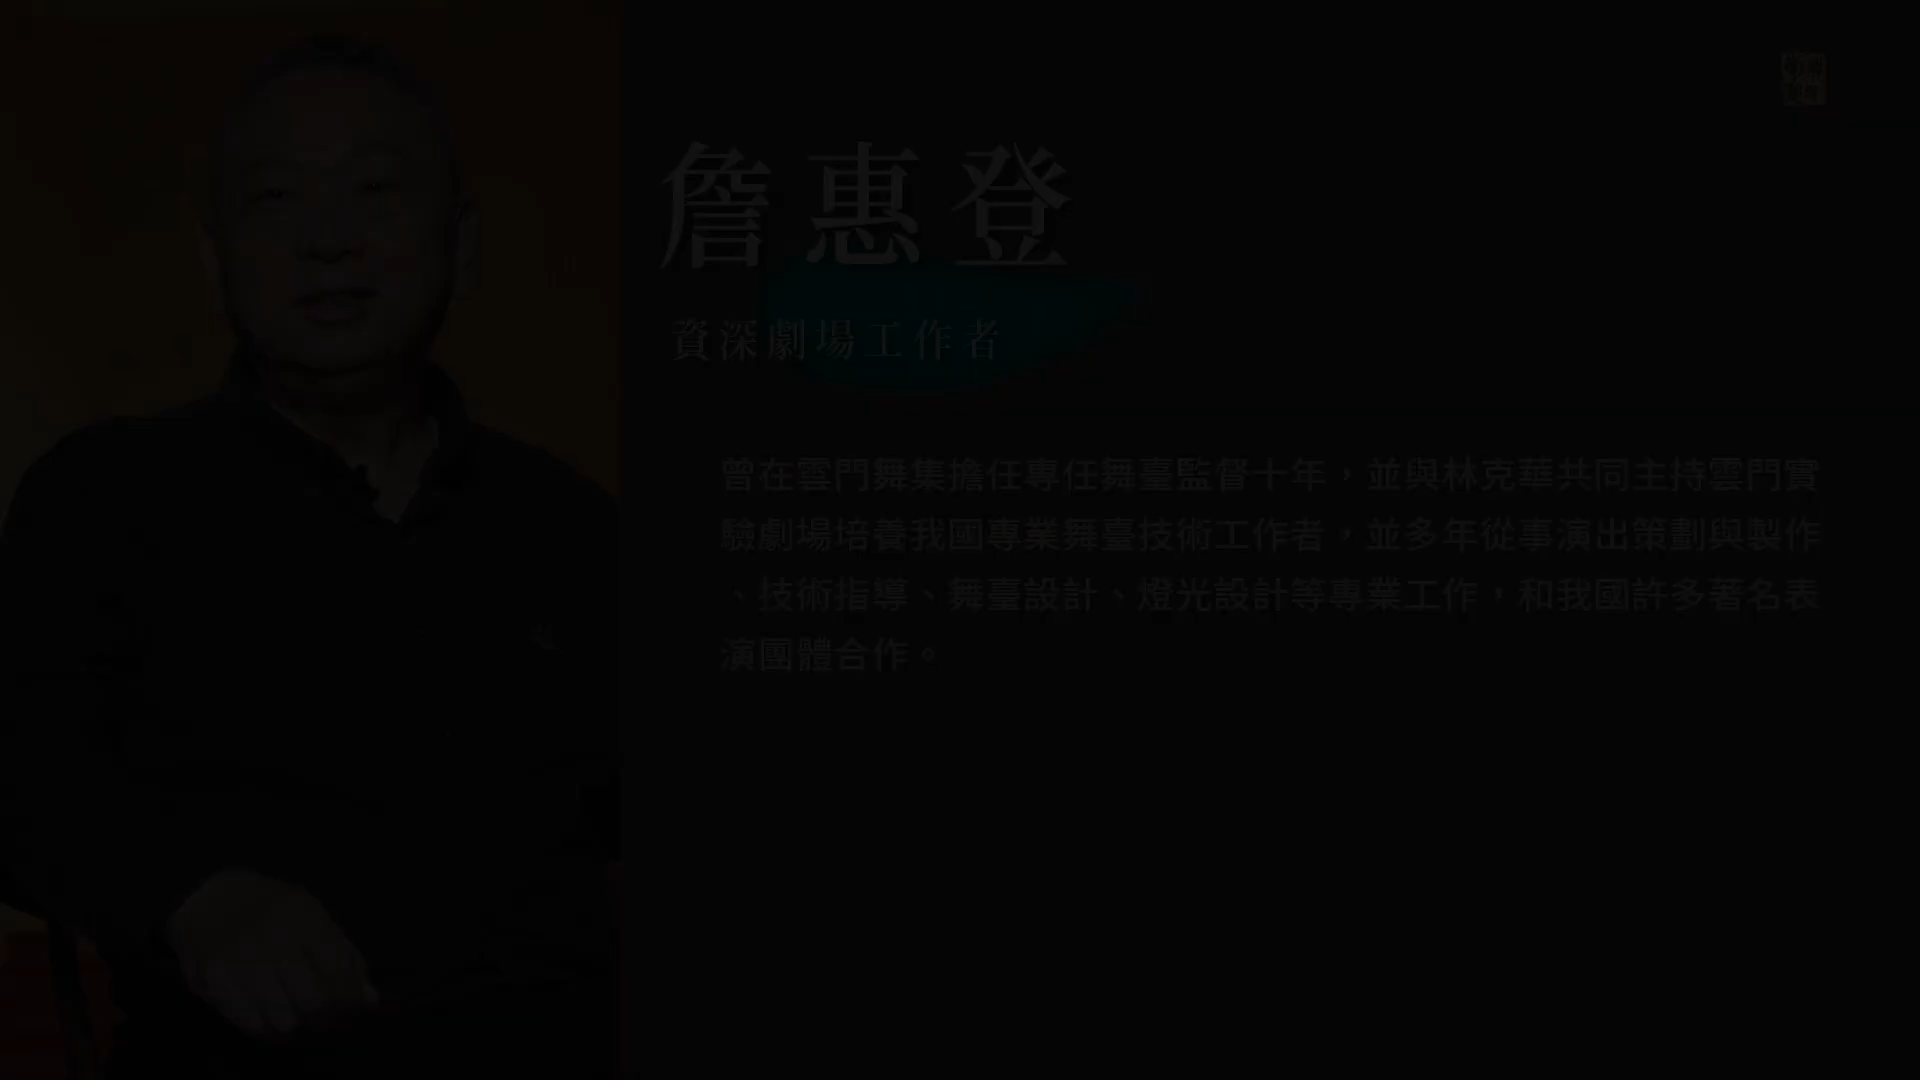 詹惠登
資深劇場工作者
曾在雲門舞集擔任專任舞臺監督十年，並與林克華共同主持雲門實
驗劇場培養我國專業舞臺技術工作者，並多年從事演出策劃與製作
、技術指導、舞臺設計、燈光設計等專業工作，和我國許多著名表
演團體合作。